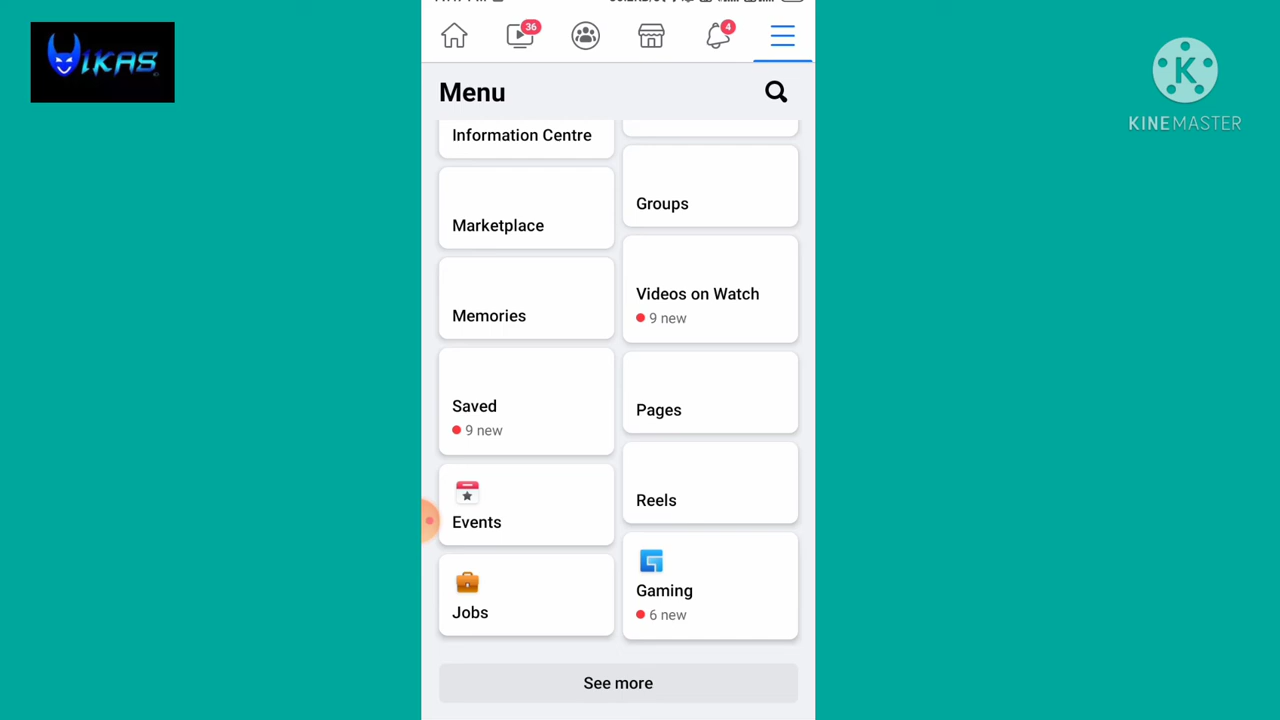 VIKAS
36
4
Menu
K
KINEMASTER
Information Centre
Groups
Marketplace
Videos on Watch
9 new
Memories
Saved
9 new
Pages
Reels
Events
Gaming
6 new
Jobs
See more